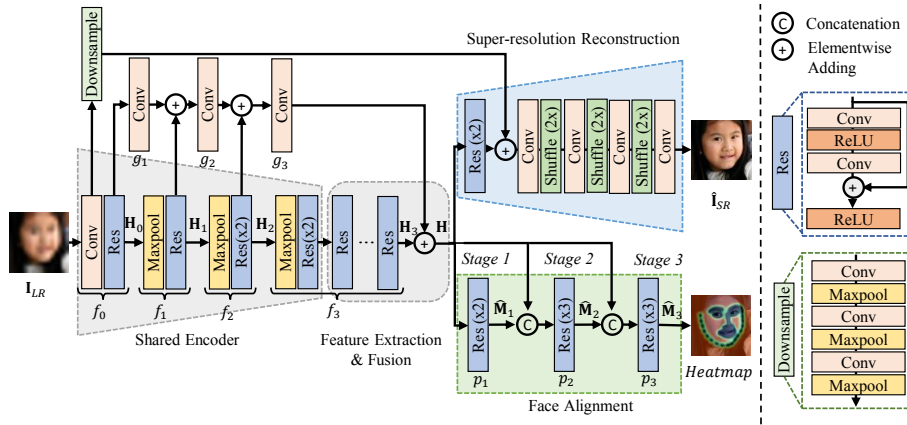 Super-resolution Reconstruction
C Concatenation
+ Elementwise
Adding
Downsample
Conv
+
Conv
+
Conv
g₁
g₂
g₃
Res (x2)
+
Conv
Shuffle (2x)
Conv
Shuffle (2x)
Conv
Shuffle (2x)
Conv
Î_SR
I_LR
Conv
Res
H₀
Maxpool
Res
H₁
Maxpool
Res(x2)
H₂
Maxpool
Res(x2)
Res
...
Res
H₃
+
H
f₀
f₁
f₂
f₃
Shared Encoder
Feature Extraction
& Fusion
Stage 1
Stage 2
Stage 3
Res (x2)
M̂₁
C
Res (x3)
M̂₂
C
Res (x3)
M̂₃
p₁
p₂
p₃
Heatmap
Face Alignment
Res
Conv
ReLU
Conv
+
ReLU
Downsample
Conv
Maxpool
Conv
Maxpool
Conv
Maxpool